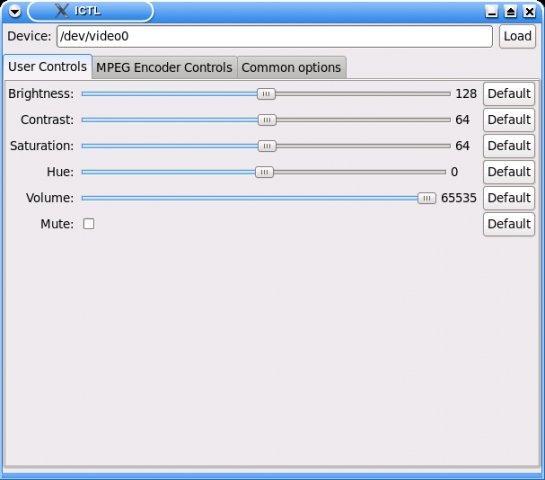 ICTL
Device: /dev/video0 Load
User Controls MPEG Encoder Controls Common options
Brightness: 128 Default
Contrast: 64 Default
Saturation: 64 Default
Hue: 0 Default
Volume: 65535 Default
Mute: Default